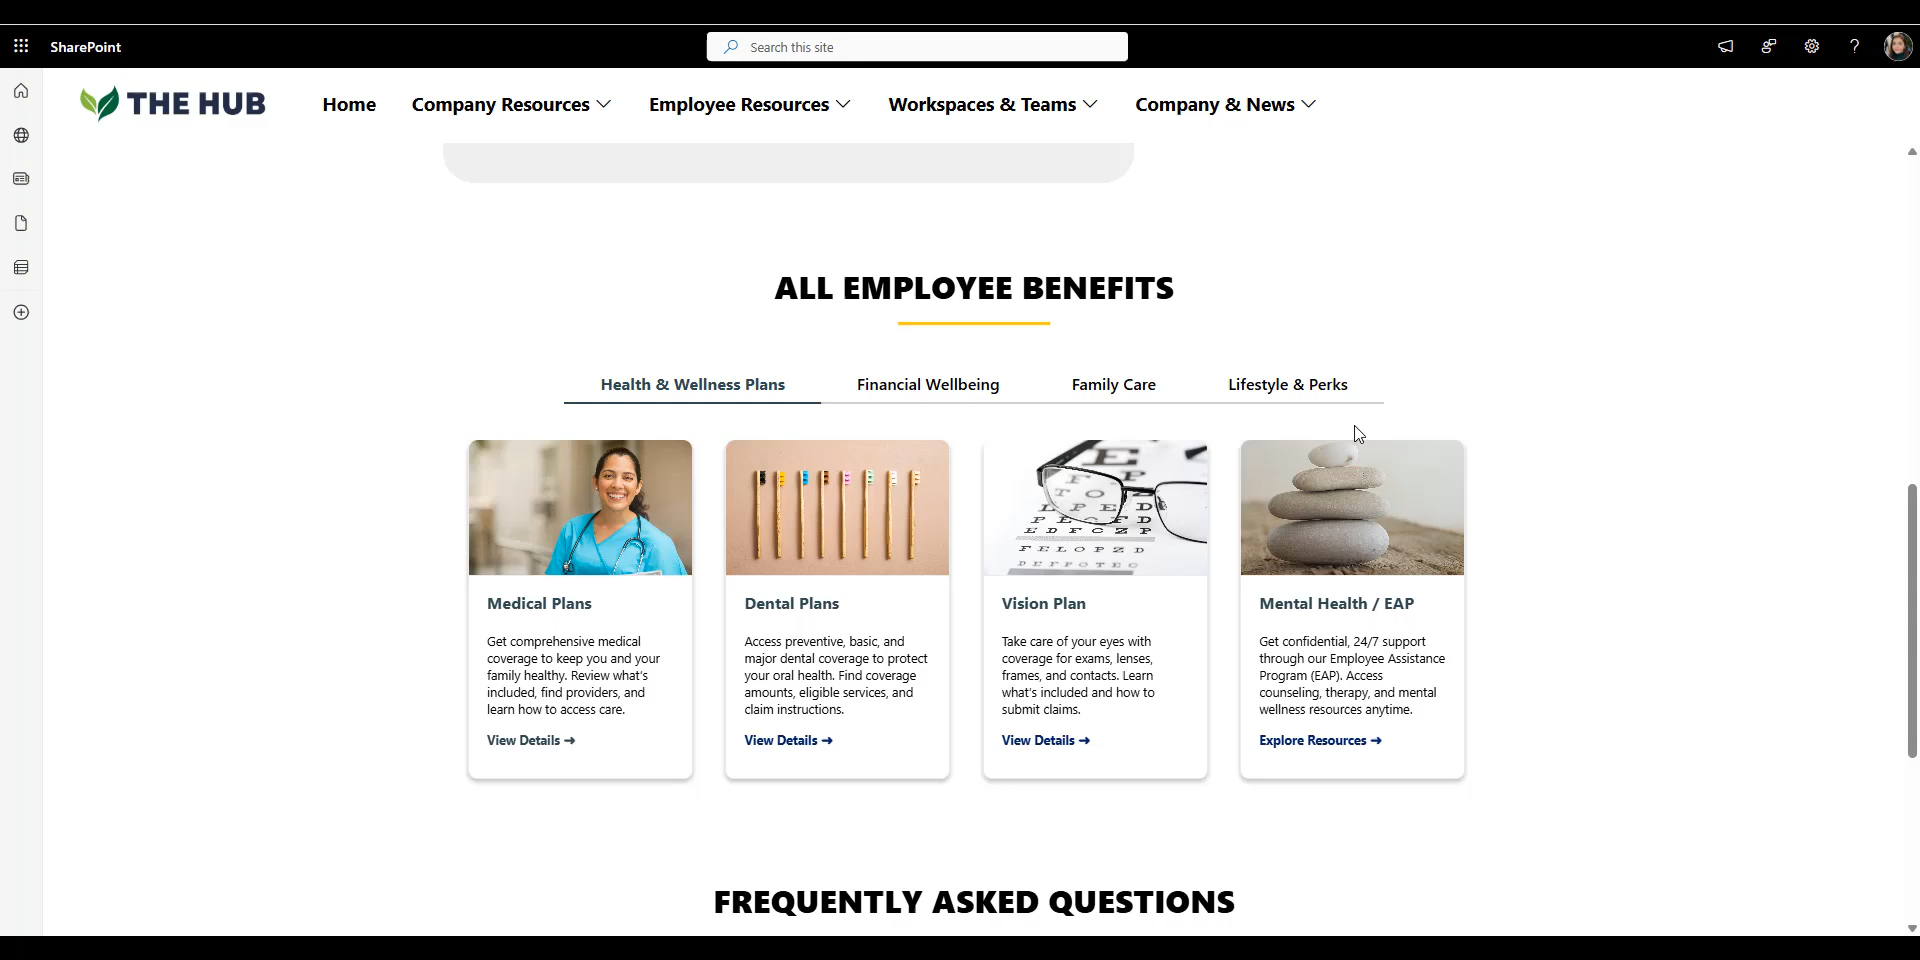 SharePoint
Search this site
THE HUB
Home
Company Resources
Employee Resources
Workspaces & Teams
Company & News
ALL EMPLOYEE BENEFITS
Health & Wellness Plans
Financial Wellbeing
Family Care
Lifestyle & Perks
Medical Plans
Get comprehensive medical
coverage to keep you and your
family healthy. Review what's
included, find providers, and
learn how to access care.
View Details ➜
Dental Plans
Access preventive, basic, and
major dental coverage to protect
your oral health. Find coverage
amounts, eligible services, and
claim instructions.
View Details ➜
Vision Plan
Take care of your eyes with
coverage for exams, lenses,
frames, and contacts. Learn
what's included and how to
submit claims.
View Details ➜
Mental Health / EAP
Get confidential, 24/7 support
through our Employee Assistance
Program (EAP). Access
counseling, therapy, and mental
wellness resources anytime.
Explore Resources ➜
FREQUENTLY ASKED QUESTIONS